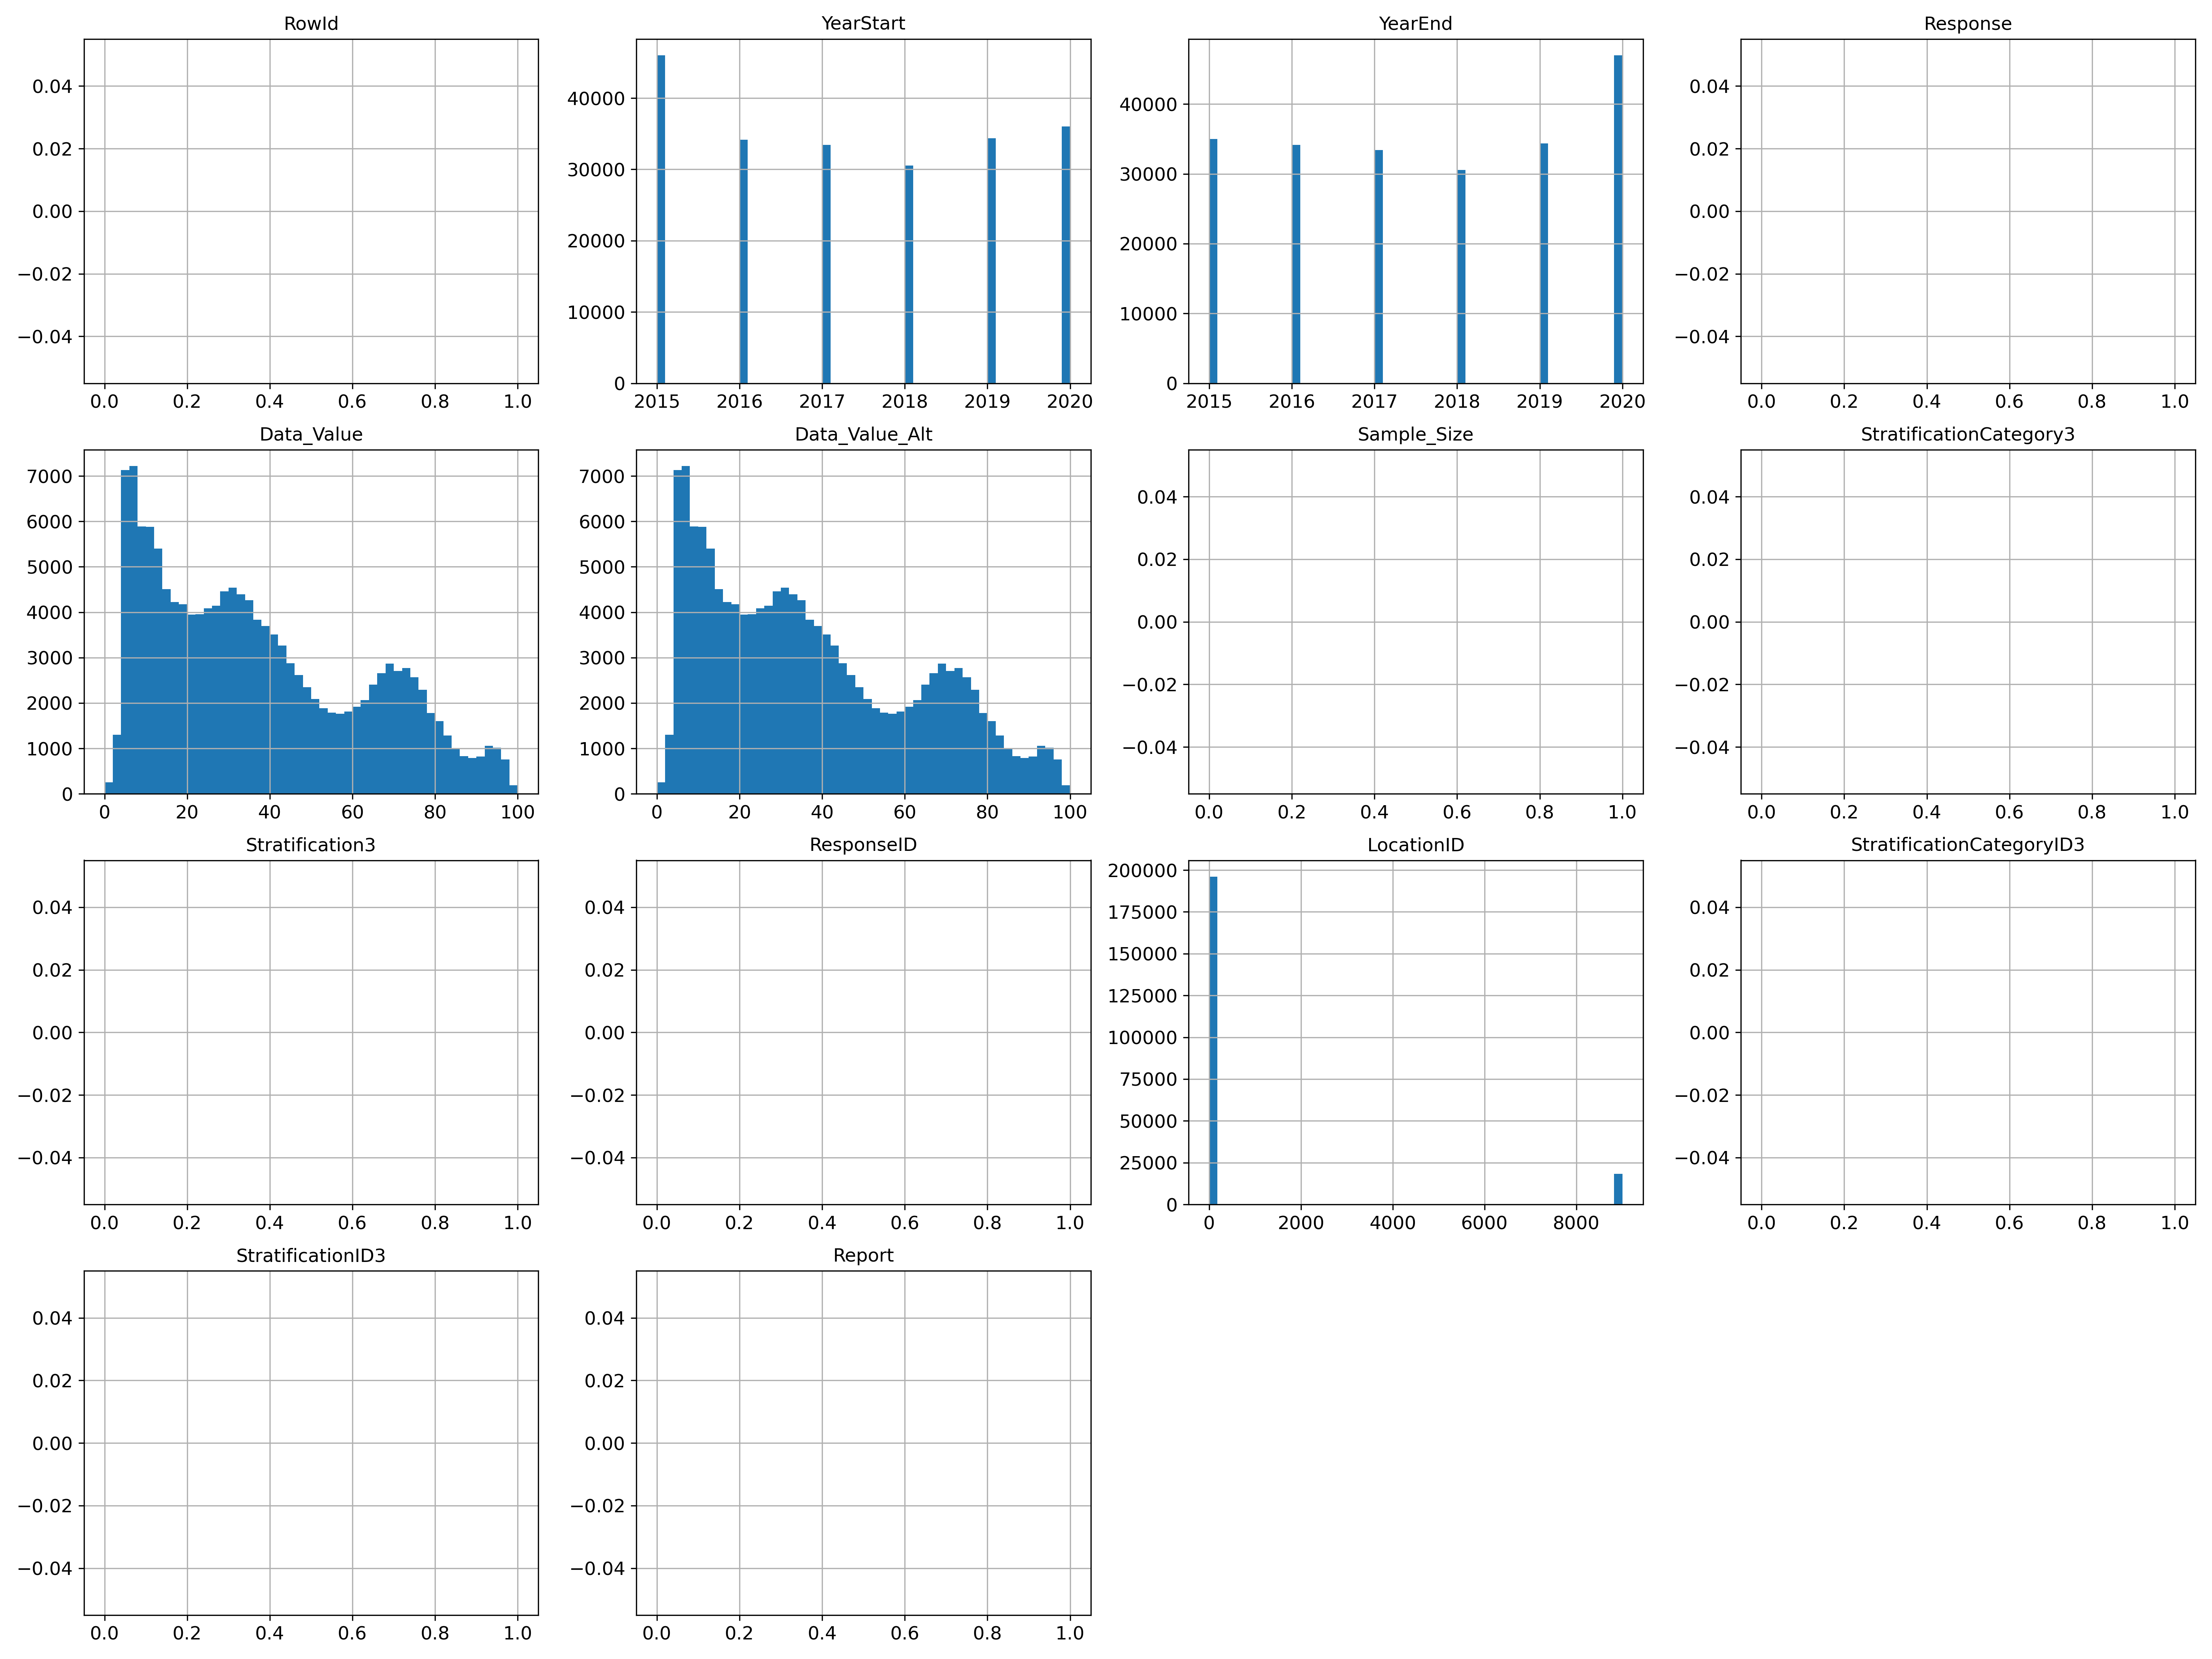 RowId
0.04
0.02
0.00
−0.02
−0.04
0.0 0.2 0.4 0.6 0.8 1.0
YearStart
40000
30000
20000
10000
0
2015 2016 2017 2018 2019 2020
YearEnd
40000
30000
20000
10000
0
2015 2016 2017 2018 2019 2020
Response
0.04
0.02
0.00
−0.02
−0.04
0.0 0.2 0.4 0.6 0.8 1.0
Data_Value
7000
6000
5000
4000
3000
2000
1000
0
0 20 40 60 80 100
Data_Value_Alt
7000
6000
5000
4000
3000
2000
1000
0
0 20 40 60 80 100
Sample_Size
0.04
0.02
0.00
−0.02
−0.04
0.0 0.2 0.4 0.6 0.8 1.0
StratificationCategory3
0.04
0.02
0.00
−0.02
−0.04
0.0 0.2 0.4 0.6 0.8 1.0
Stratification3
0.04
0.02
0.00
−0.02
−0.04
0.0 0.2 0.4 0.6 0.8 1.0
ResponseID
0.04
0.02
0.00
−0.02
−0.04
0.0 0.2 0.4 0.6 0.8 1.0
LocationID
200000
175000
150000
125000
100000
75000
50000
25000
0
0 2000 4000 6000 8000
StratificationCategoryID3
0.04
0.02
0.00
−0.02
−0.04
0.0 0.2 0.4 0.6 0.8 1.0
StratificationID3
0.04
0.02
0.00
−0.02
−0.04
0.0 0.2 0.4 0.6 0.8 1.0
Report
0.04
0.02
0.00
−0.02
−0.04
0.0 0.2 0.4 0.6 0.8 1.0